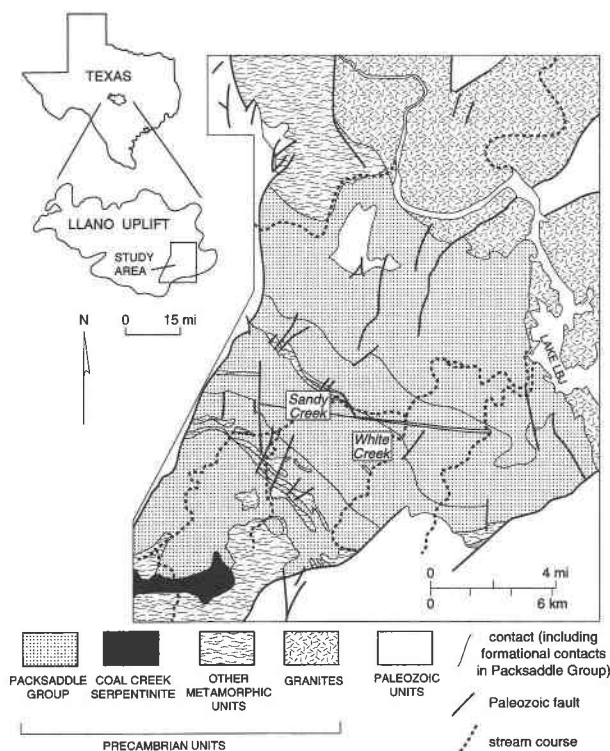 TEXAS
LLANO UPLIFT
STUDY
AREA
N
0 15 mi
Sandy
Creek
White
Creek
LAKE LBJ
0 4 mi
0 6 km
PACKSADDLE
GROUP
COAL CREEK
SERPENTINITE
OTHER
METAMORPHIC
UNITS
GRANITES
PALEOZOIC
UNITS
contact (including
formational contacts
in Packsaddle Group)
Paleozoic fault
stream course
PRECAMBRIAN UNITS